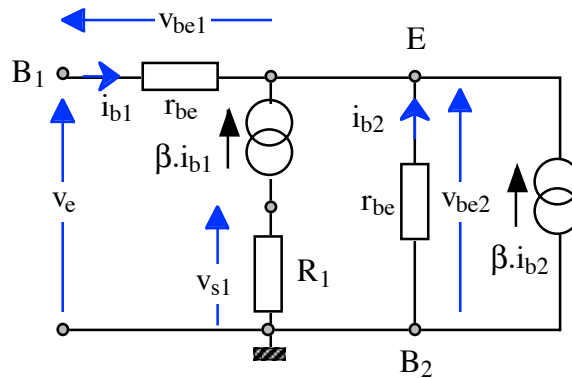 v_be1
E
B_1
i_b1
r_be
i_b2
β.i_b1
v_e
r_be
v_be2
v_s1
R_1
β.i_b2
B_2